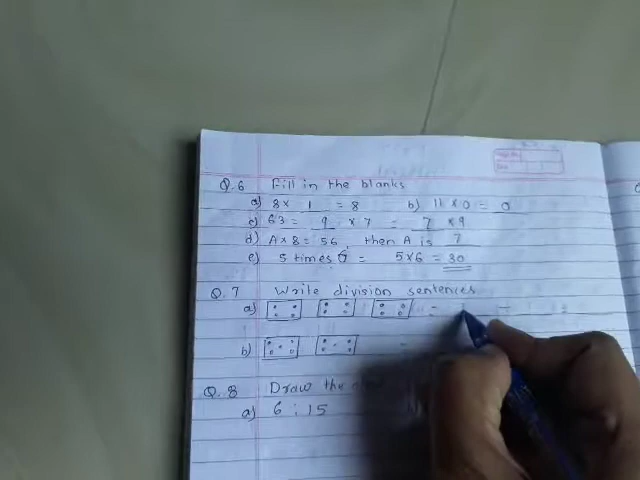 Q.6 Fill in the blanks
a) 8 × 1 = 8 b) 11 × 0 = 0
c) 63 = 9 × 7 = 7 × 9
d) A × 8 = 56, then A is 7
e) 5 times 6 = 5 × 6 = 30
Q.7 Write division sentences
a) = ÷ =
b) =
Q.8 Draw the
a) 6 : 15